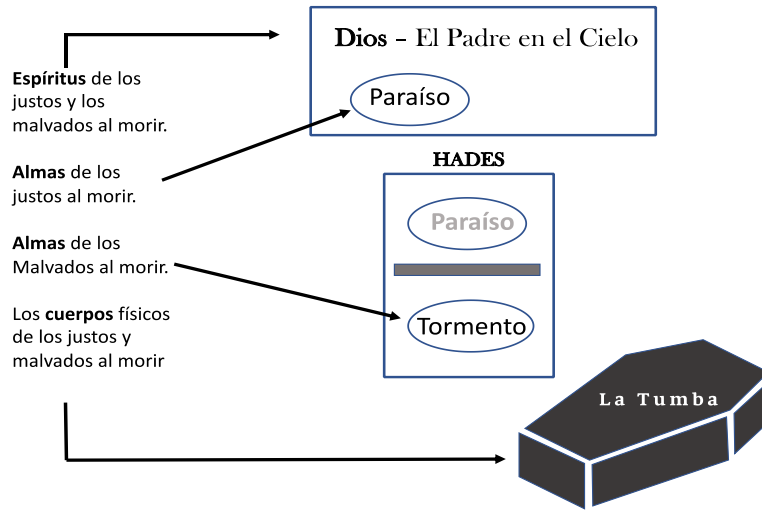 Dios – El Padre en el Cielo
Espíritus de los
justos y los
malvados al morir.
Paraíso
HADES
Almas de los
justos al morir.
Paraíso
Almas de los
Malvados al morir.
Tormento
Los cuerpos físicos
de los justos y
malvados al morir
La Tumba